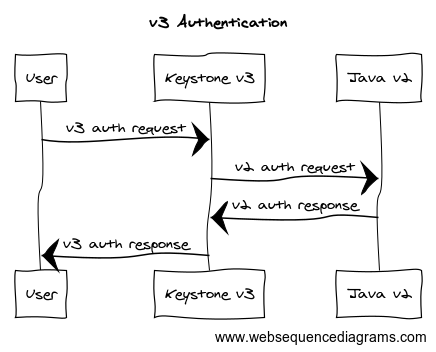 v3 Authentication
User
Keystone v3
Java v2
v3 auth request
v2 auth request
v2 auth response
v3 auth response
User
Keystone v3
Java v2
www.websequencediagrams.com